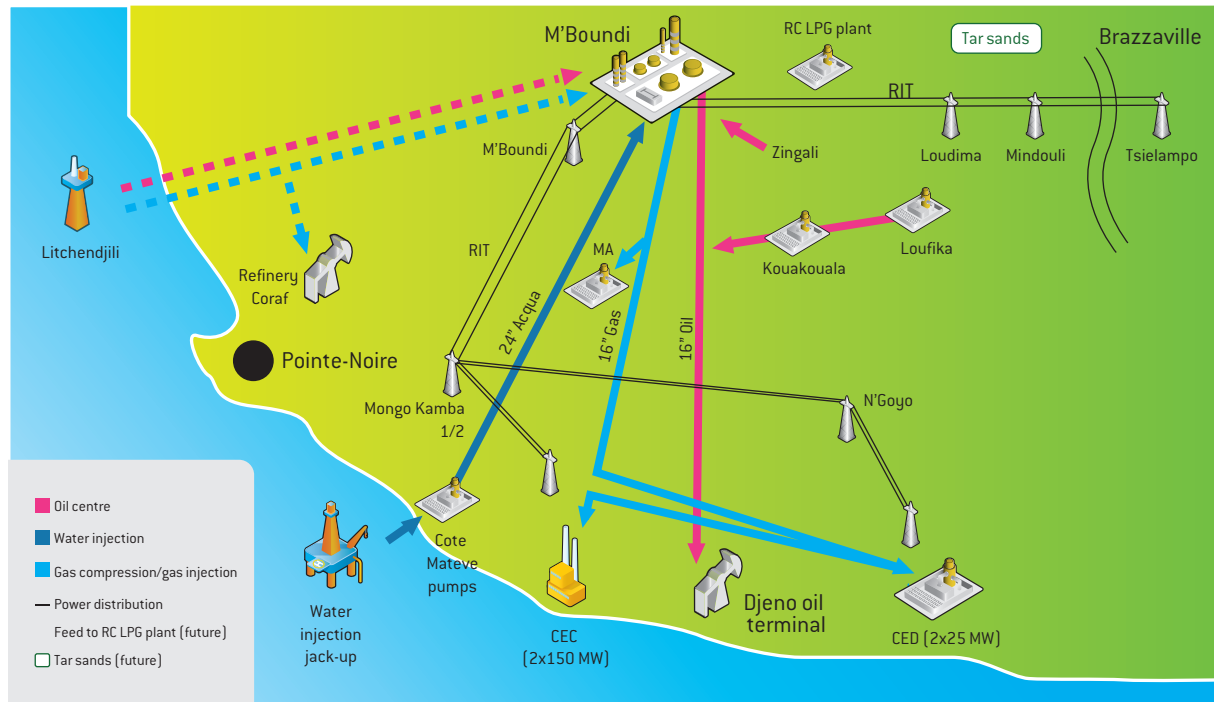 M'Boundi
RC LPG plant
Tar sands
Brazzaville
RIT
M'Boundi
Zingali
Loudima
Mindouli
Tsielampo
Litchendjili
Refinery
Coraf
RIT
MA
Kouakouala
Loufika
24" Acqua
16" Gas
16" Oil
Pointe-Noire
Mongo Kamba
1/2
N'Goyo
Oil centre
Water injection
Gas compression/gas injection
Power distribution
Feed to RC LPG plant (future)
Tar sands (future)
Water
injection
jack-up
Cote
Mateve
pumps
CEC
(2x150 MW)
Djeno oil
terminal
CED (2x25 MW)